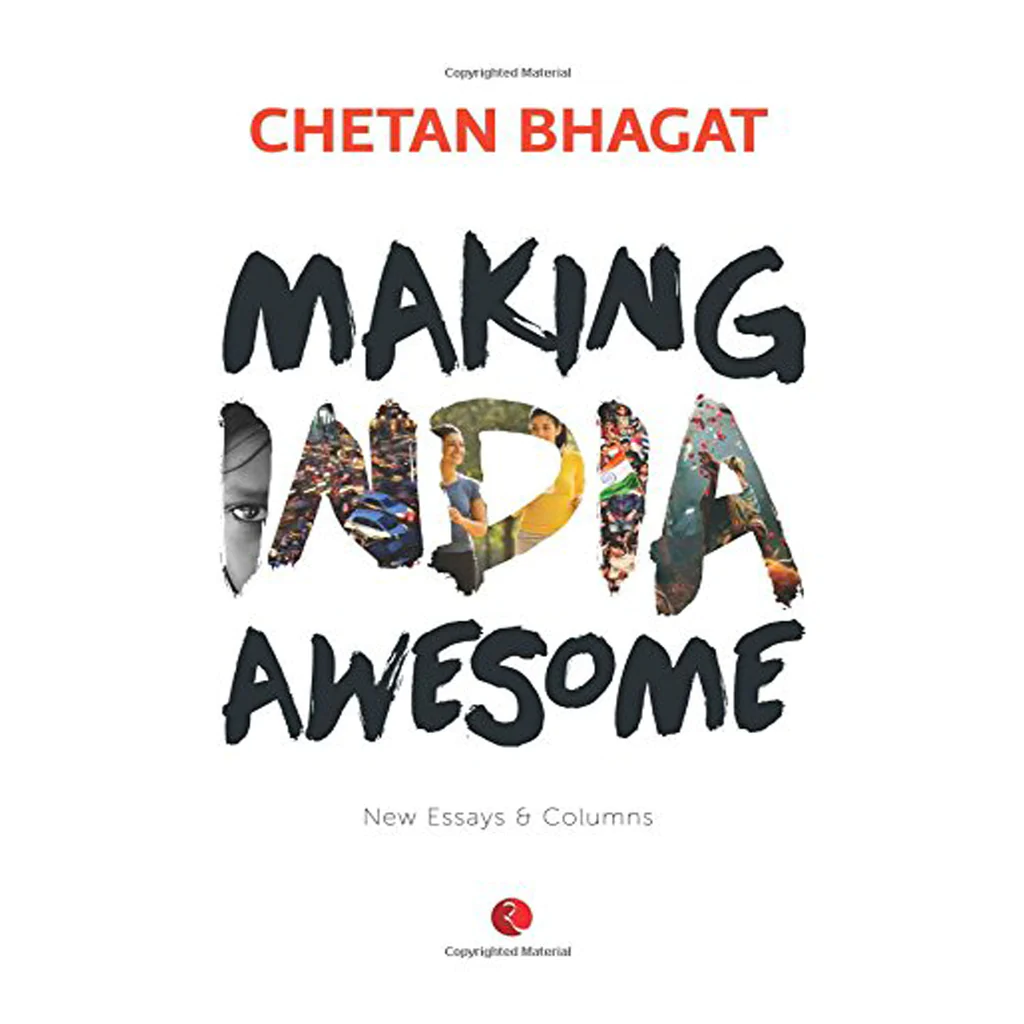 Copyrighted Material
CHETAN BHAGAT
MAKING
INDIA
AWESOME
New Essays & Columns
Copyrighted Material